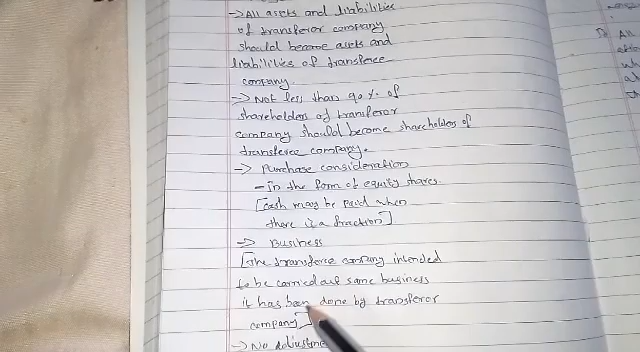 → All assets and liabilities
of transferor company
should become assets and
liabilities of transferee
company.
→ Not less than 90% of
shareholders of transferor
company should become shareholders of
transferee company.
→ Purchase consideration
- in the form of equity shares
[cash may be paid when
there is a fraction]
→ Business
[The transferee company intended
to be carried out same business
it has been done by transferor
company]
→ No adjustme
All